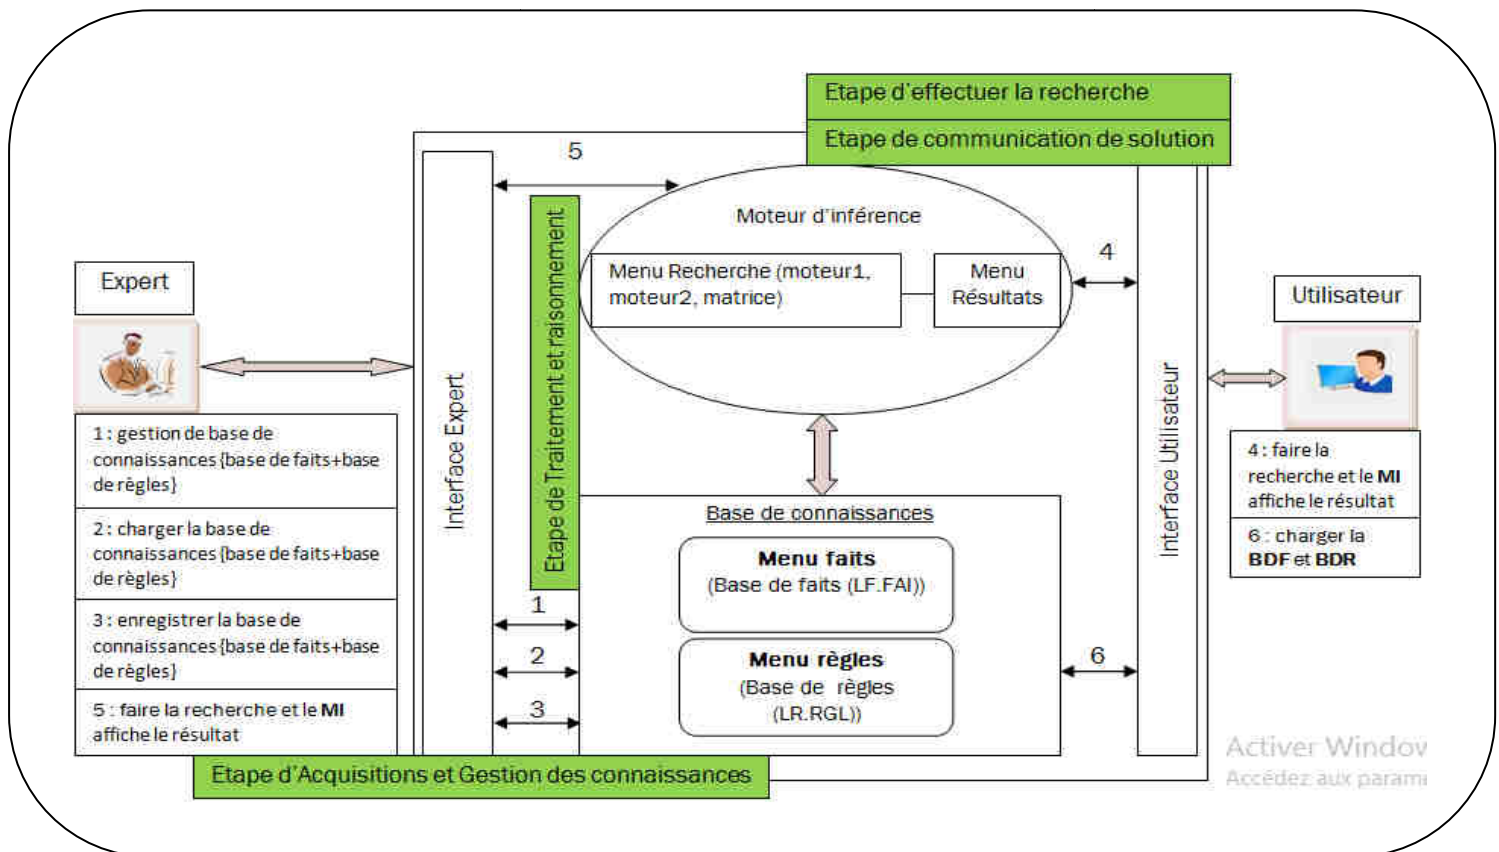 Etape d'effectuer la recherche
Etape de communication de solution
5
Moteur d'inférence
Menu Recherche (moteur1,
moteur2, matrice)
Menu
Résultats
4
Expert
Utilisateur
Interface Expert
Etape de Traitement et raisonnement
Interface Utilisateur
1 : gestion de base de
connaissances {base de faits+base
de règles}
2 : charger la base de
connaissances {base de faits+base
de règles}
3 : enregistrer la base de
connaissances {base de faits+base
de règles}
5 : faire la recherche et le MI
affiche le résultat
4 : faire la
recherche et le MI
affiche le résultat
6 : charger la
BDF et BDR
Base de connaissances
Menu faits
(Base de faits (LF.FAI))
Menu règles
(Base de règles
(LR.RGL))
1
2
3
6
Etape d'Acquisitions et Gestion des connaissances
Activer Window
Accédez aux param